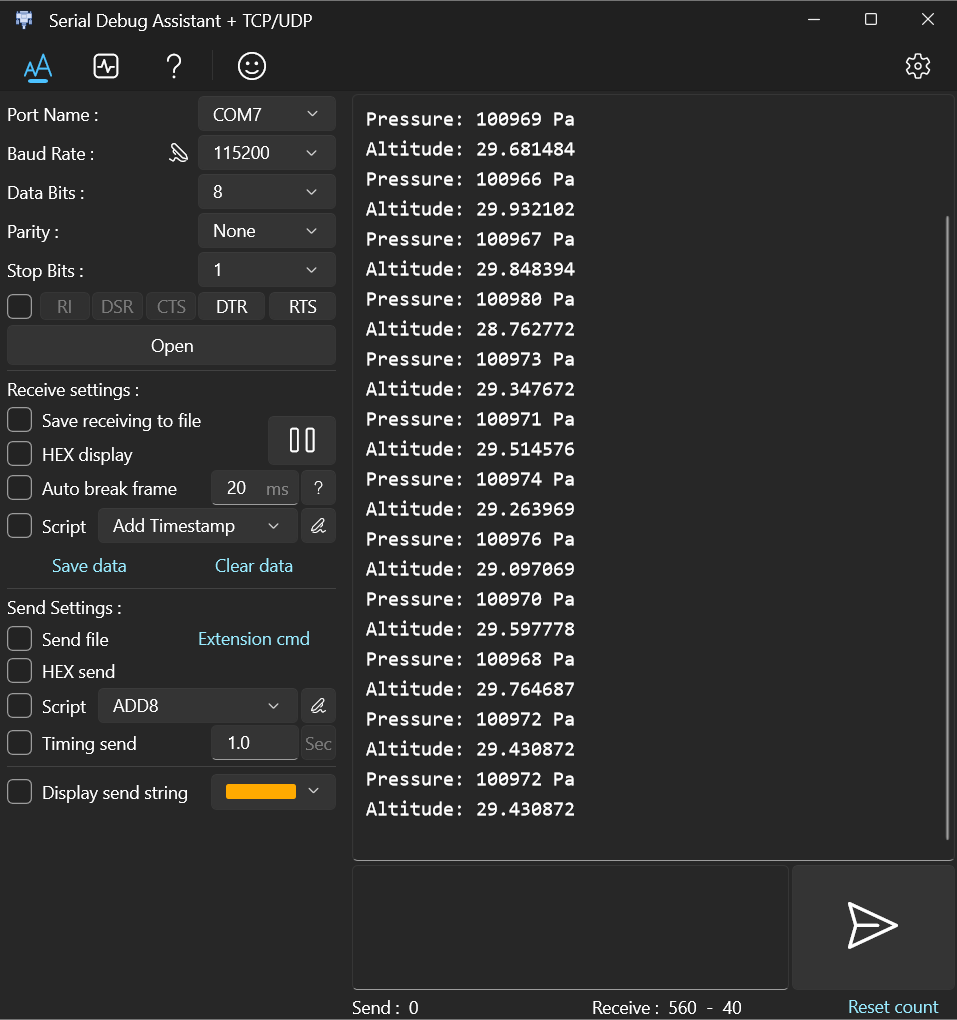 Serial Debug Assistant + TCP/UDP
Port Name :
COM7
Baud Rate :
115200
Data Bits :
8
Parity :
None
Stop Bits :
1
RI DSR CTS DTR RTS
Open
Receive settings :
Save receiving to file
HEX display
Auto break frame
20 ms ?
Script
Add Timestamp
Save data
Clear data
Send Settings :
Send file
Extension cmd
HEX send
Script
ADD8
Timing send
1.0 Sec
Display send string
Pressure: 100969 Pa
Altitude: 29.681484
Pressure: 100966 Pa
Altitude: 29.932102
Pressure: 100967 Pa
Altitude: 29.848394
Pressure: 100980 Pa
Altitude: 28.762772
Pressure: 100973 Pa
Altitude: 29.347672
Pressure: 100971 Pa
Altitude: 29.514576
Pressure: 100974 Pa
Altitude: 29.263969
Pressure: 100976 Pa
Altitude: 29.097069
Pressure: 100970 Pa
Altitude: 29.597778
Pressure: 100968 Pa
Altitude: 29.764687
Pressure: 100972 Pa
Altitude: 29.430872
Pressure: 100972 Pa
Altitude: 29.430872
Send : 0
Receive : 560 - 40
Reset count